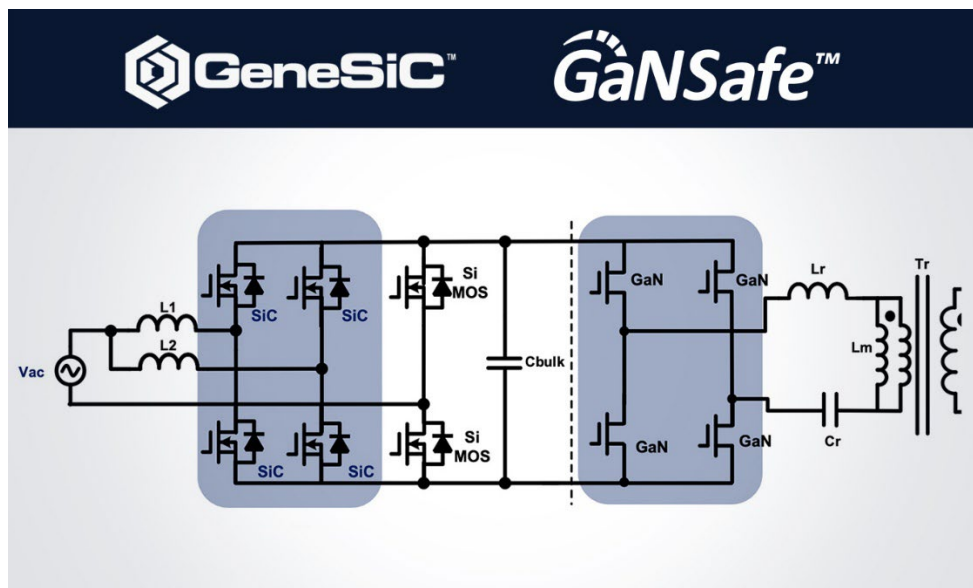 GeneSiC™
GaNSafe™
L1
L2
Vac
SiC
SiC
SiC
SiC
Si
MOS
Si
MOS
Cbulk
GaN
GaN
GaN
GaN
Lr
Cr
Lm
Tr